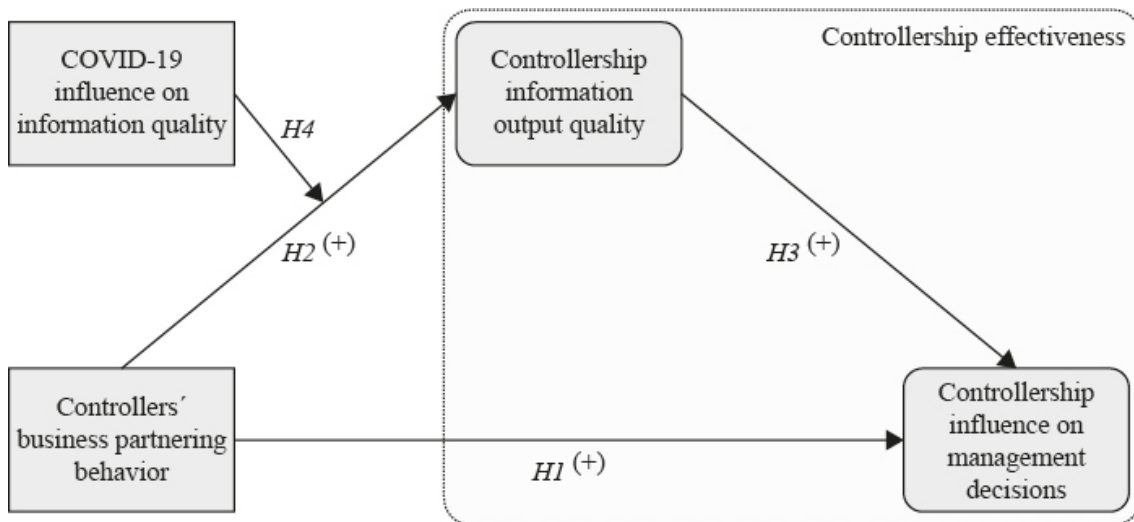 COVID-19
influence on
information quality
Controllership
information
output quality
Controllership effectiveness
H4
H2 (+)
H3 (+)
Controllers´
business partnering
behavior
H1 (+)
Controllership
influence on
management
decisions